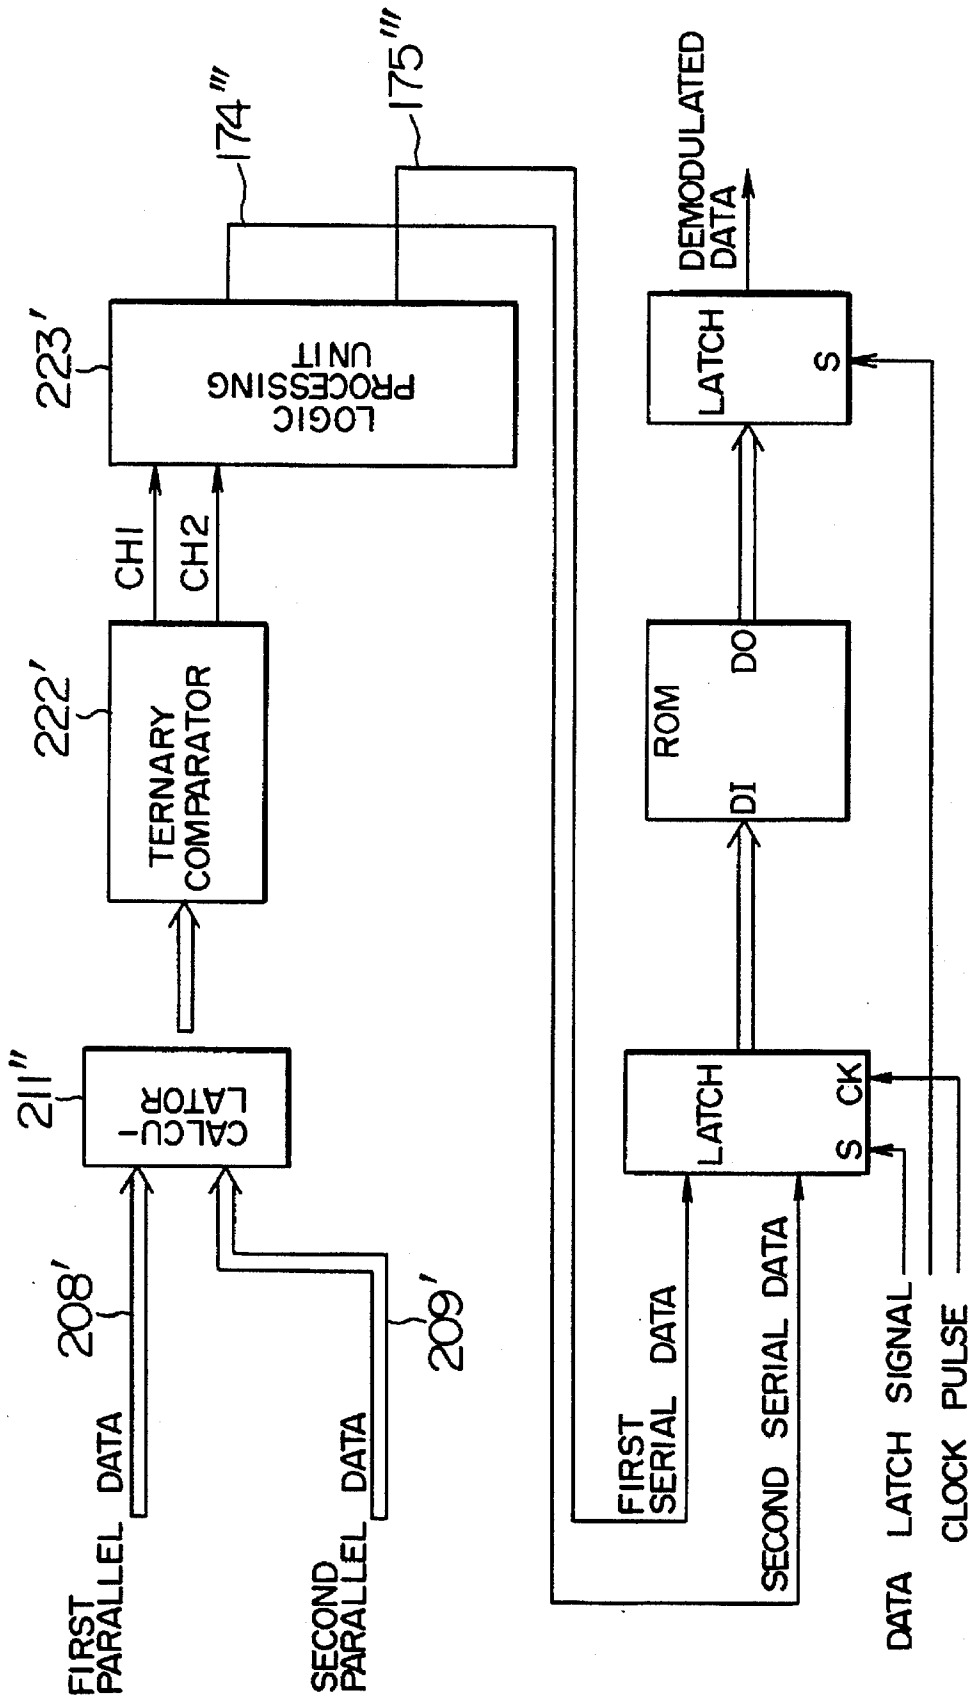 FIRST
PARALLEL DATA
208'
SECOND
PARALLEL DATA
209'
211''
CALCU-
LATOR
222'
TERNARY
COMPARATOR
CH1
CH2
223'
LOGIC
PROCESSING
UNIT
174'''
175'''
FIRST
SERIAL DATA
SECOND SERIAL DATA
LATCH
S
CK
DATA LATCH SIGNAL
CLOCK PULSE
ROM
DI
DO
LATCH
S
DEMODULATED
DATA